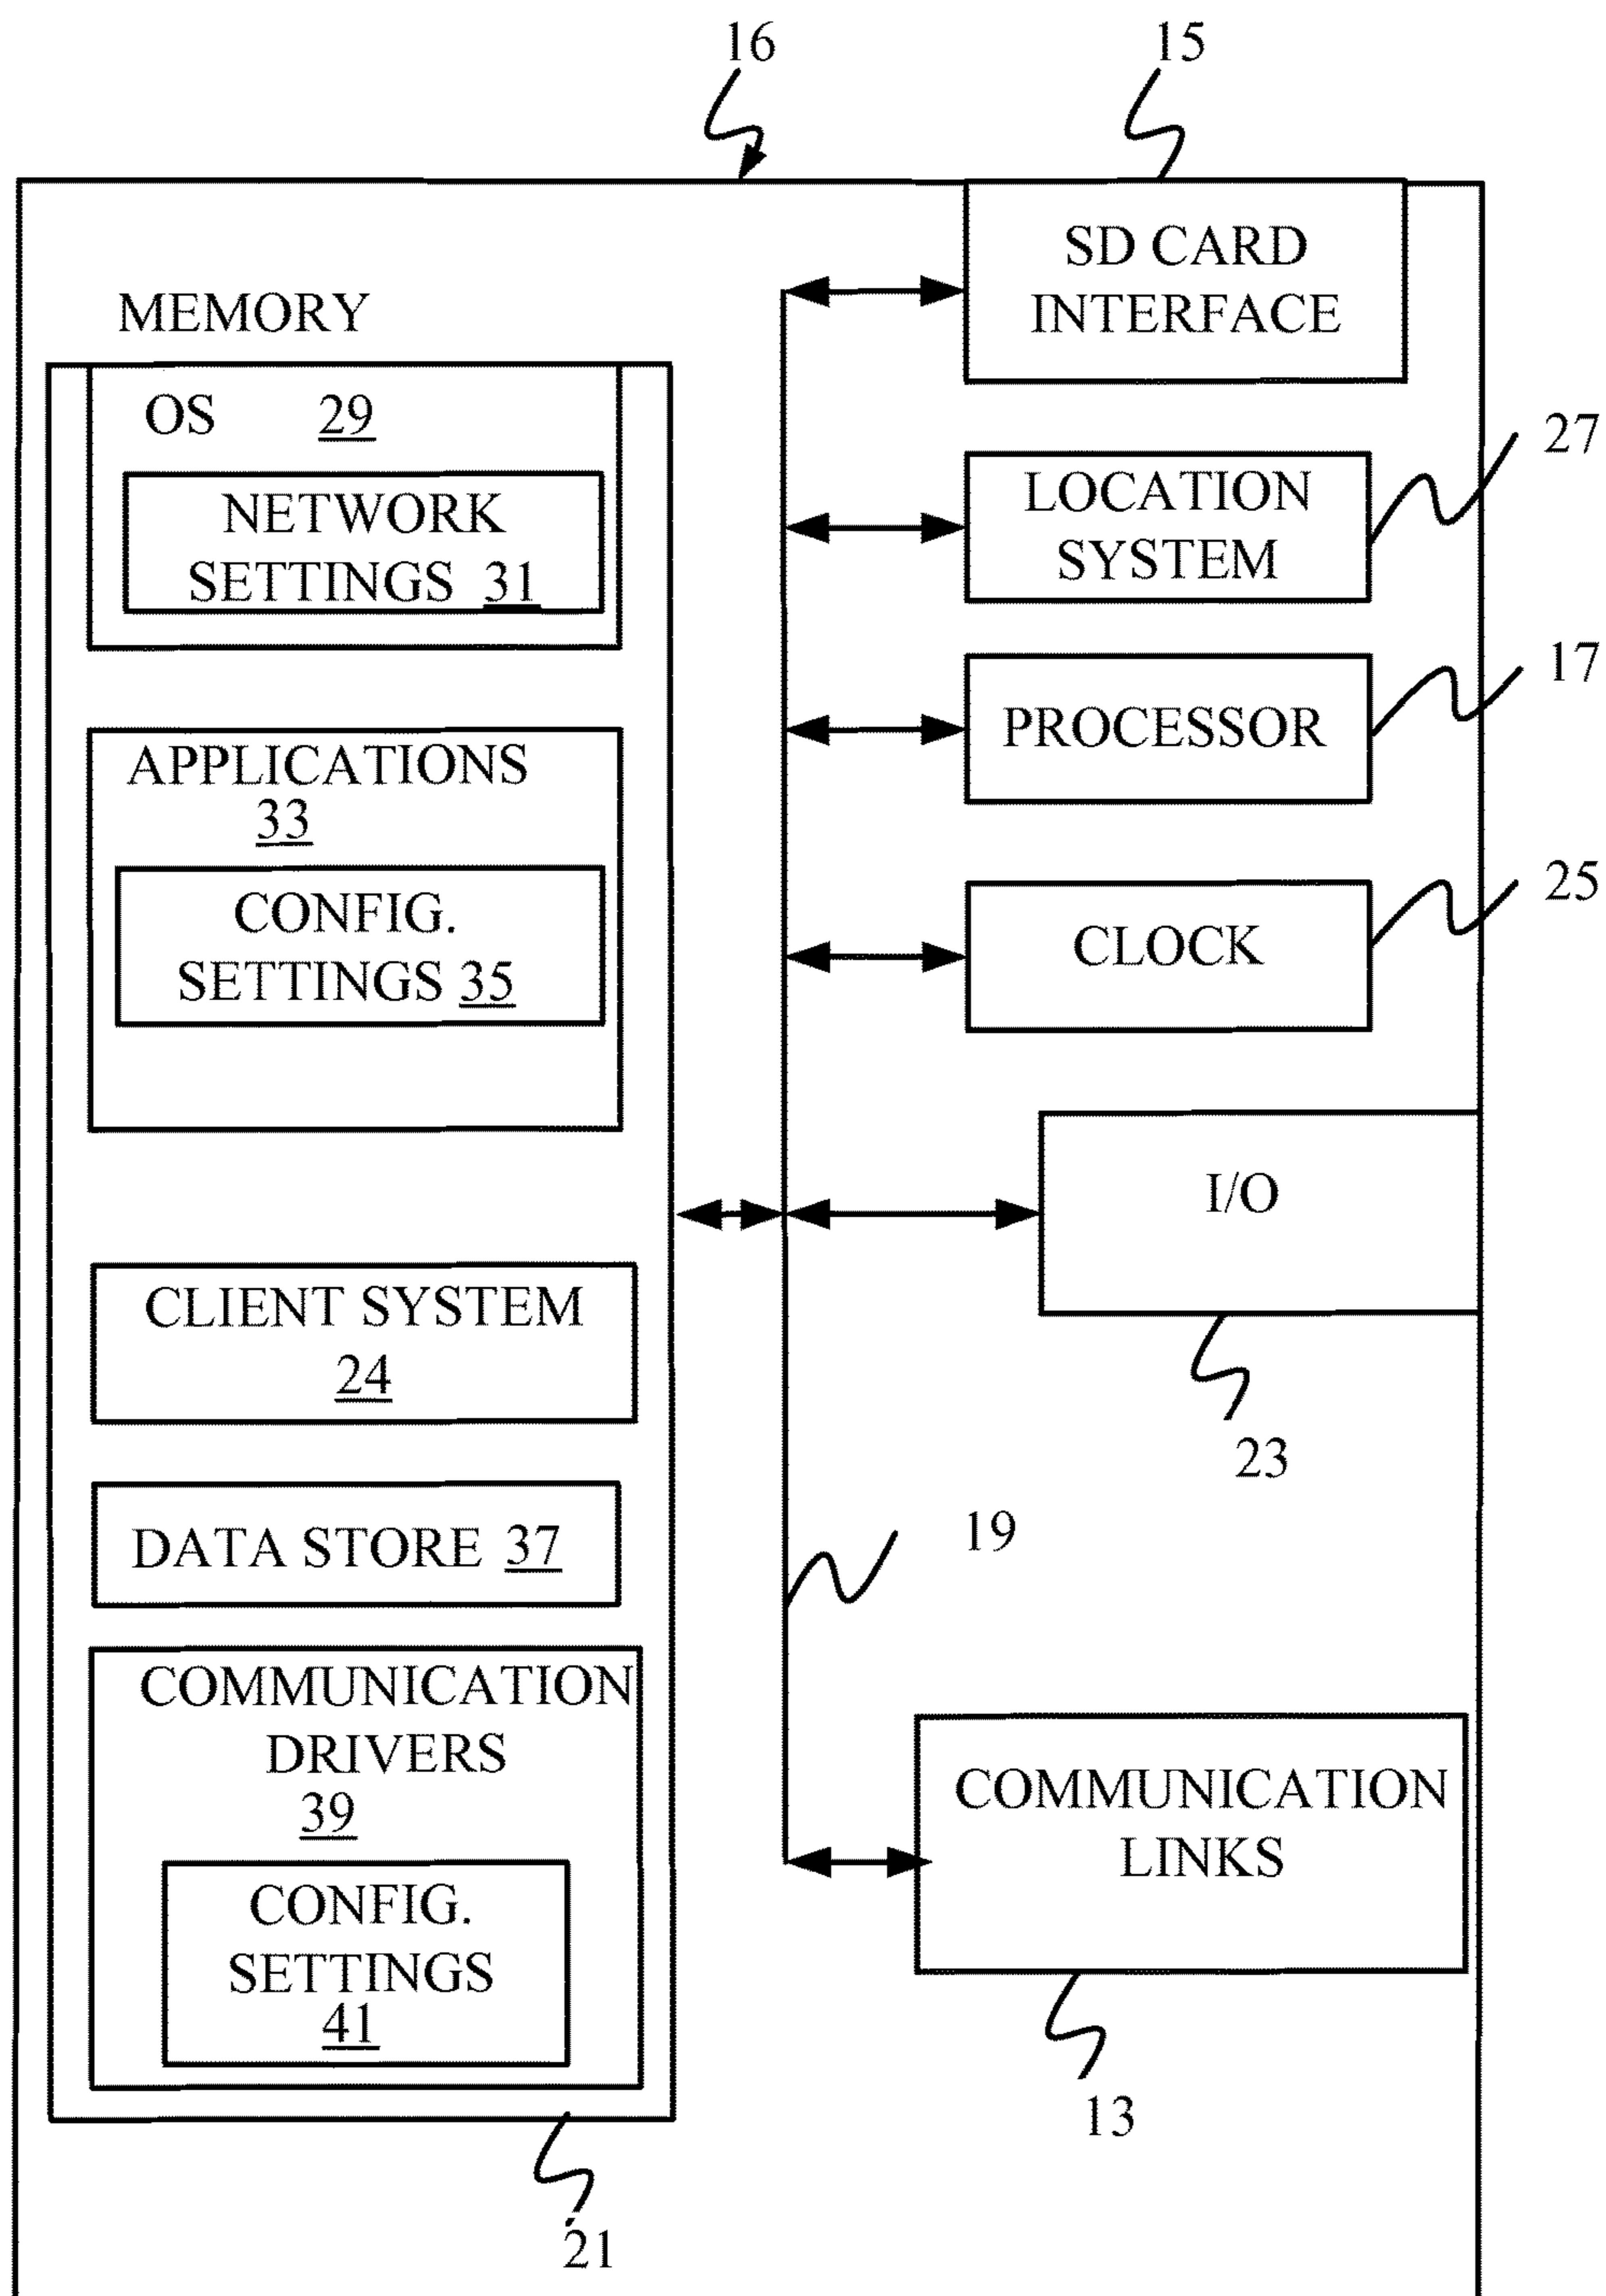 16
15
SD CARD
INTERFACE
MEMORY
OS 29
NETWORK
SETTINGS 31
27
LOCATION
SYSTEM
17
PROCESSOR
APPLICATIONS
33
CONFIG.
SETTINGS 35
25
CLOCK
I/O
23
CLIENT SYSTEM
24
19
DATA STORE 37
COMMUNICATION
DRIVERS
39
CONFIG.
SETTINGS
41
COMMUNICATION
LINKS
13
21